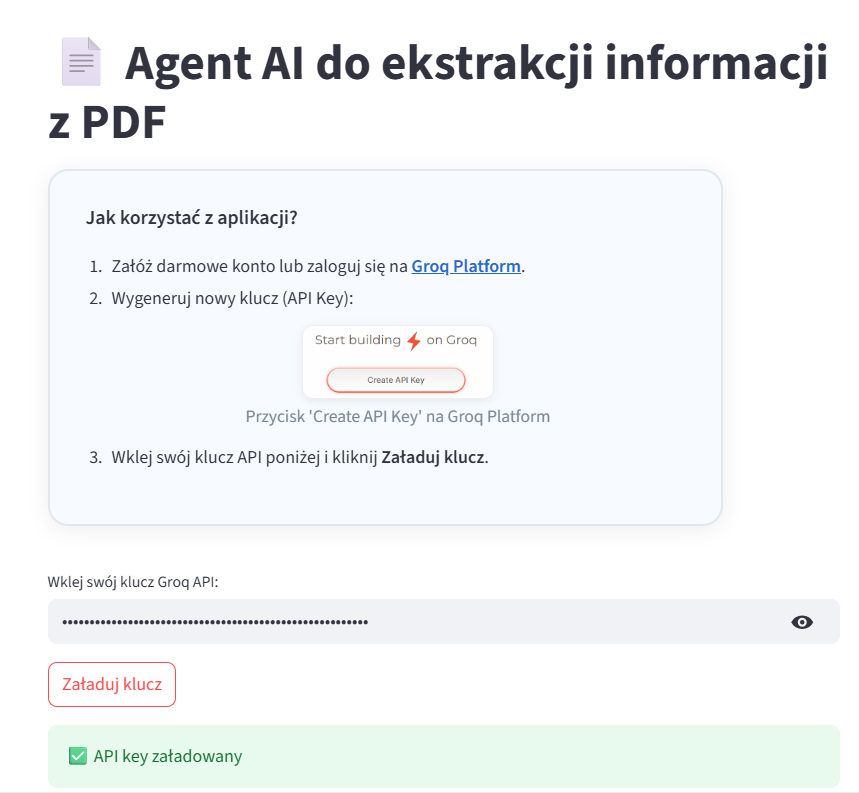 Agent AI do ekstrakcji informacji
z PDF
Jak korzystać z aplikacji?
1. Załóż darmowe konto lub zaloguj się na Groq Platform.
2. Wygeneruj nowy klucz (API Key):
Start building on Groq
Create API Key
Przycisk 'Create API Key' na Groq Platform
3. Wklej swój klucz API poniżej i kliknij Załaduj klucz.
Wklej swój klucz Groq API:
••••••••••••••••••••••••••••••••••••••••••••••••••••••••
Załaduj klucz
✅ API key załadowany